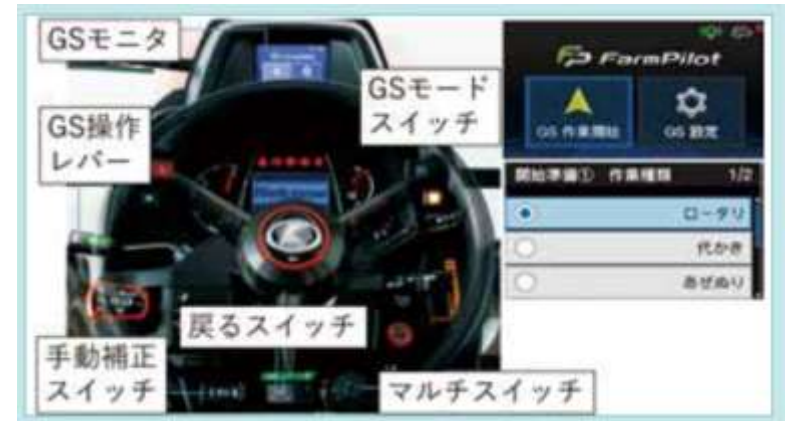 GSモニタ
GSモード
スイッチ
GS操作
レバー
戻るスイッチ
手動補正
スイッチ
マルチスイッチ
FarmPilot
GS 作業開始
GS 設定
開始準備① 作業種類 1/2
ロータリ
代かき
あぜぬり